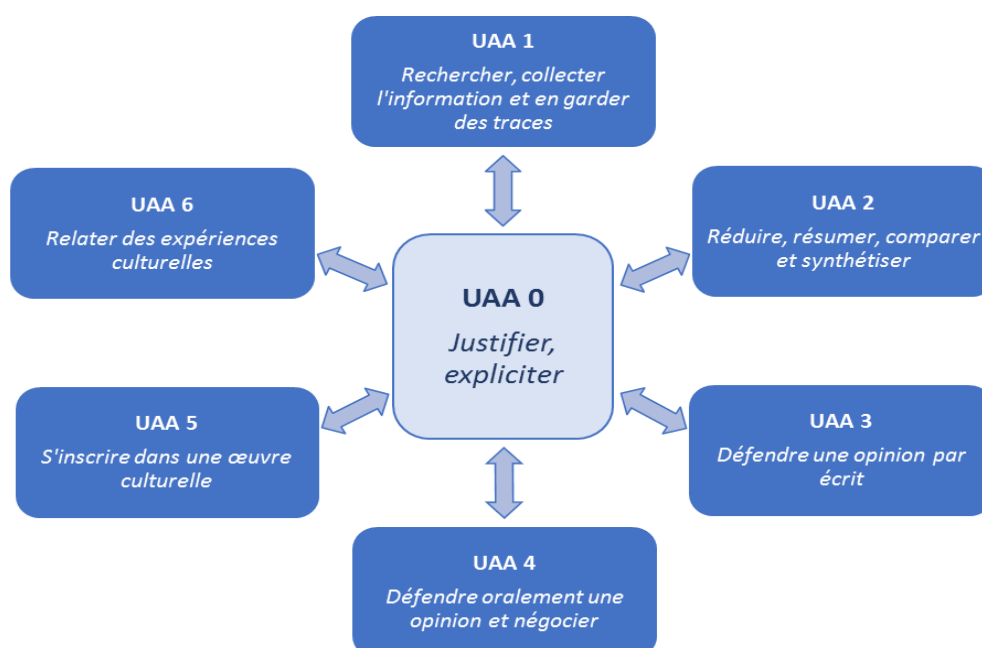 UAA 1
Rechercher, collecter
l'information et en garder
des traces
UAA 6
Relater des expériences
culturelles
UAA 2
Réduire, résumer, comparer
et synthétiser
UAA 0
Justifier,
expliciter
UAA 5
S'inscrire dans une œuvre
culturelle
UAA 3
Défendre une opinion par
écrit
UAA 4
Défendre oralement une
opinion et négocier